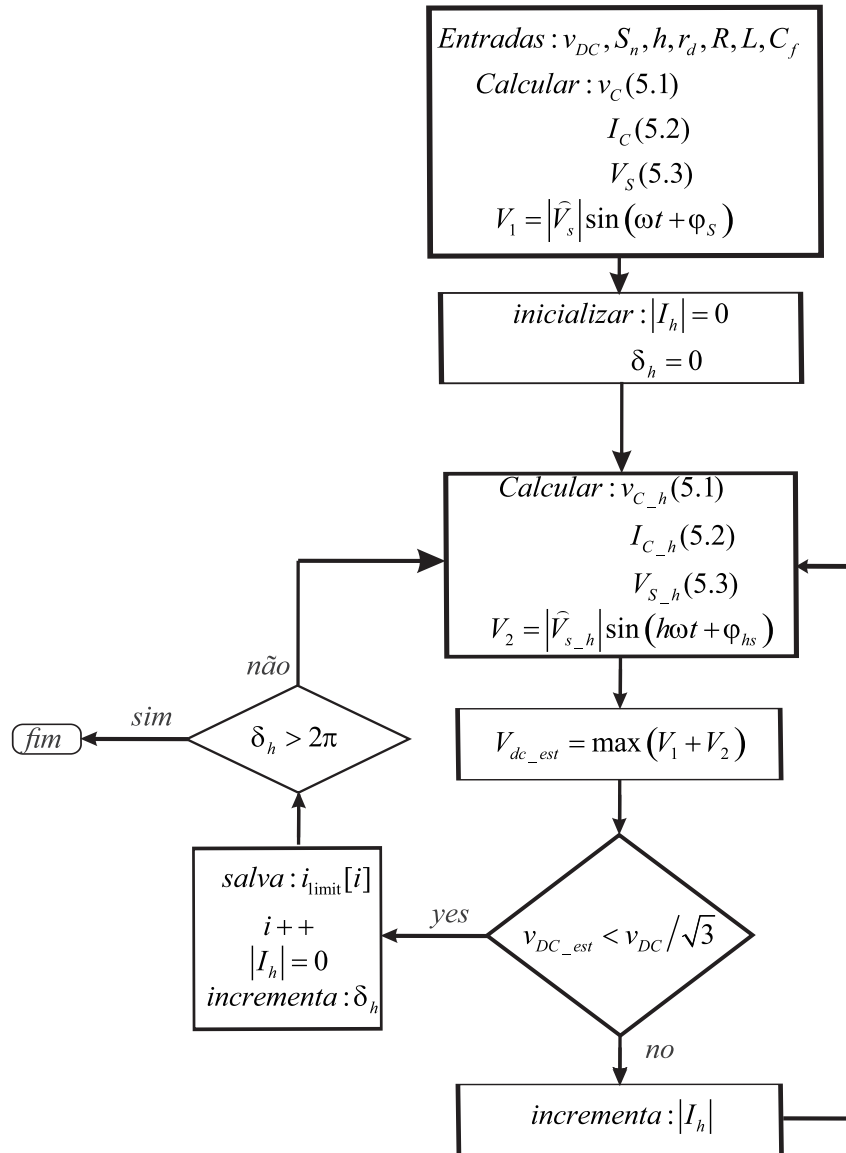 Entradas : v_DC, S_n, h, r_d, R, L, C_f
Calcular : v_C (5.1)
I_C (5.2)
V_S (5.3)
V_1 = |V̂_s| sin (ωt + φ_S)
inicializar : |I_h| = 0
δ_h = 0
Calcular : v_C_h (5.1)
I_C_h (5.2)
V_S_h (5.3)
V_2 = |V̂_s_h| sin (hωt + φ_hs)
não
sim
fim
δ_h > 2π
V_dc_est = max (V_1 + V_2)
salva : i_limit[i]
i + +
|I_h| = 0
incrementa : δ_h
yes
v_DC_est < v_DC / √3
no
incrementa : |I_h|